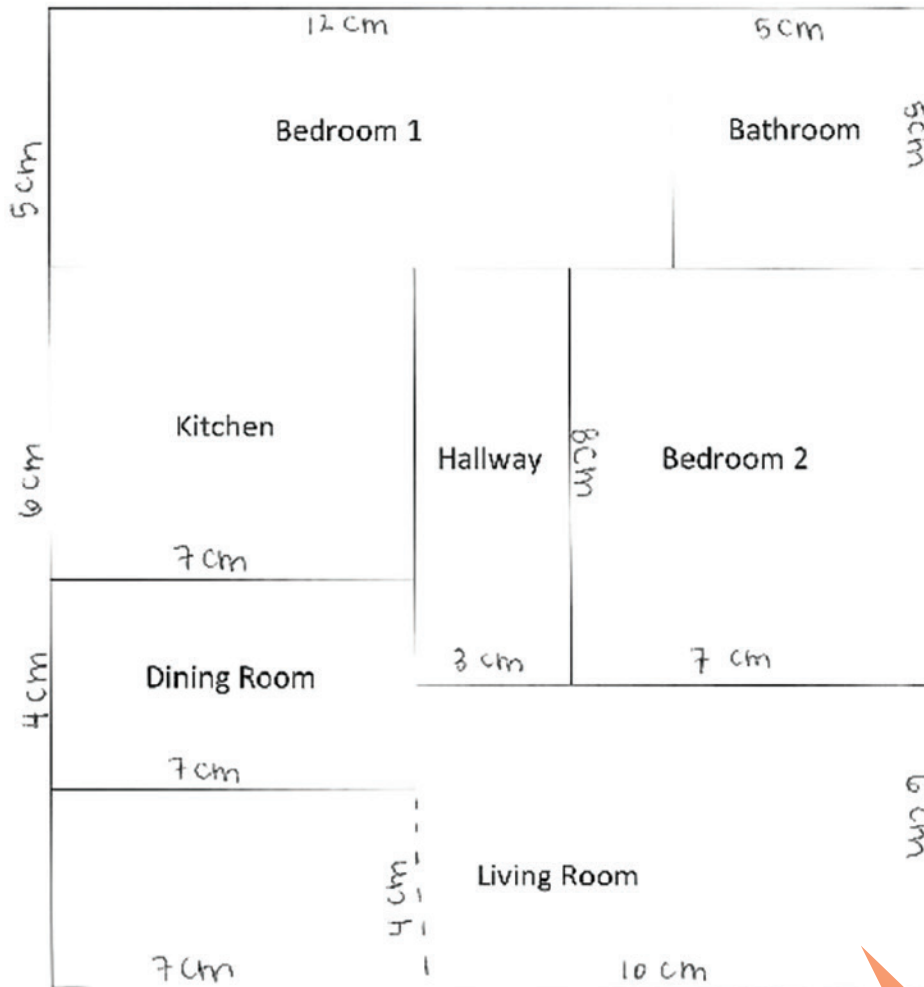 12 cm
5 cm
Bedroom 1
Bathroom
5 cm
5cm
Kitchen
Hallway
8cm
Bedroom 2
6 cm
7 cm
3 cm
7 cm
Dining Room
4 cm
7 cm
6 cm
4 cm
Living Room
7 cm
10 cm